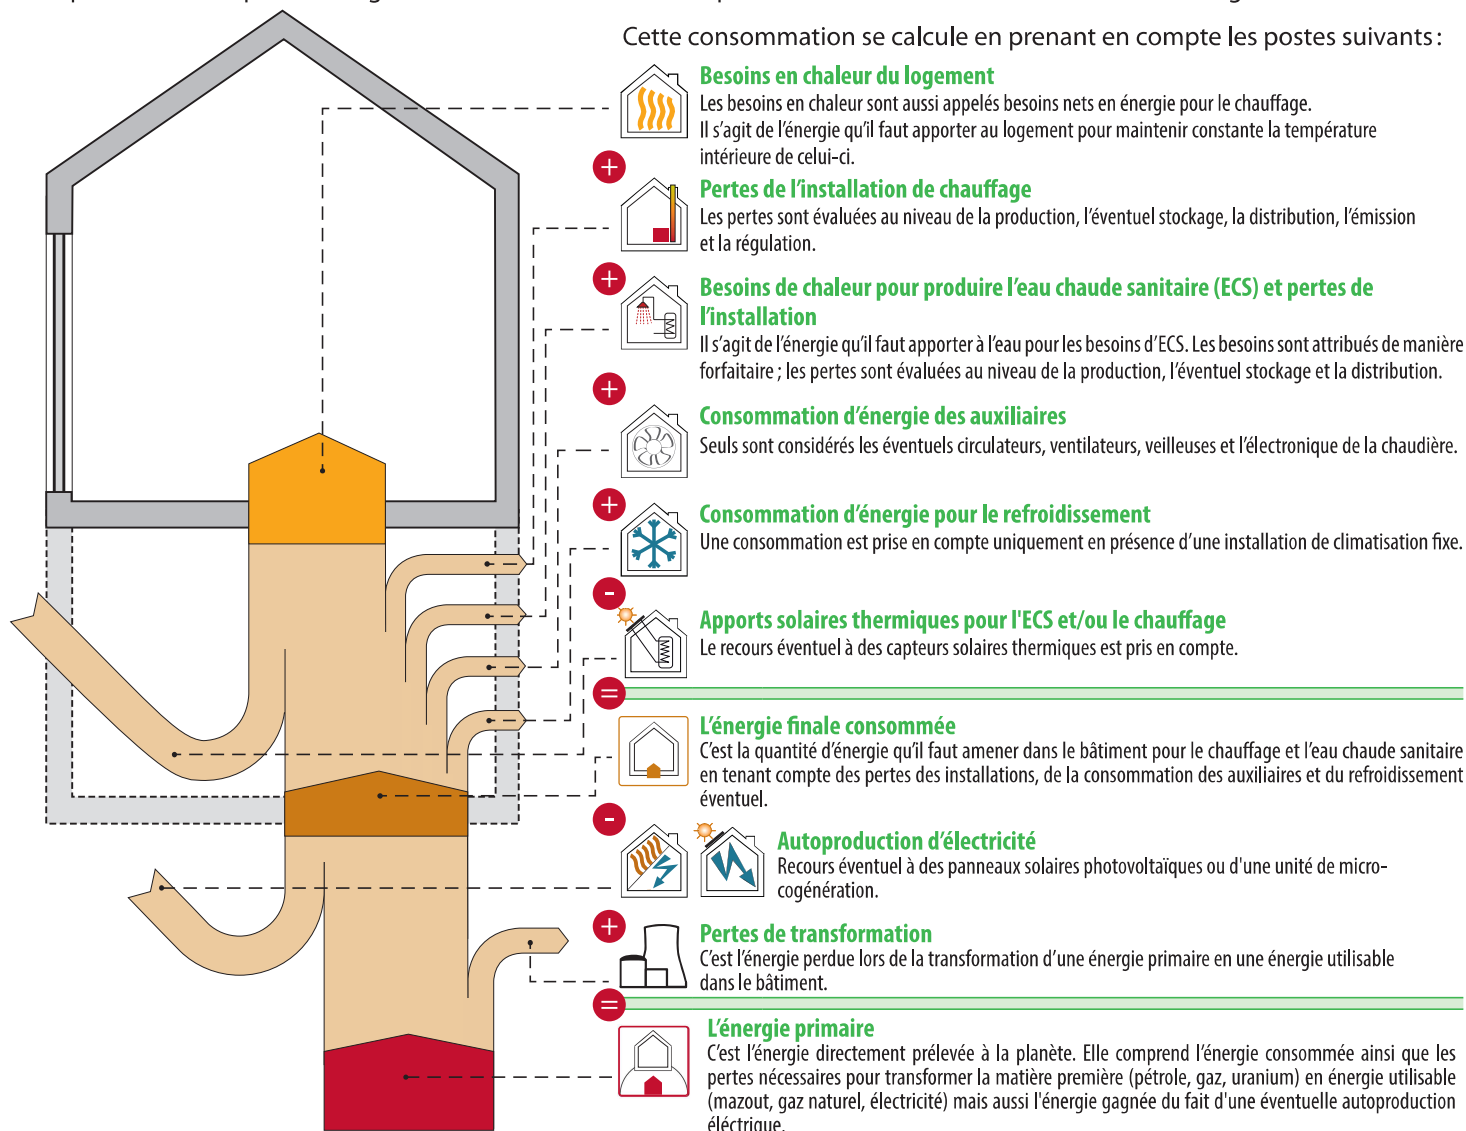 Cette consommation se calcule en prenant en compte les postes suivants :
Besoins en chaleur du logement
Les besoins en chaleur sont aussi appelés besoins nets en énergie pour le chauffage.
Il s'agit de l'énergie qu'il faut apporter au logement pour maintenir constante la température
intérieure de celui-ci.
+
Pertes de l'installation de chauffage
Les pertes sont évaluées au niveau de la production, l'éventuel stockage, la distribution, l'émission
et la régulation.
+
Besoins de chaleur pour produire l'eau chaude sanitaire (ECS) et pertes de
l'installation
Il s'agit de l'énergie qu'il faut apporter à l'eau pour les besoins d'ECS. Les besoins sont attribués de manière
forfaitaire ; les pertes sont évaluées au niveau de la production, l'éventuel stockage et la distribution.
+
Consommation d'énergie des auxiliaires
Seuls sont considérés les éventuels circulateurs, ventilateurs, veilleuses et l'électronique de la chaudière.
+
Consommation d'énergie pour le refroidissement
Une consommation est prise en compte uniquement en présence d'une installation de climatisation fixe.
-
Apports solaires thermiques pour l'ECS et/ou le chauffage
Le recours éventuel à des capteurs solaires thermiques est pris en compte.
=
L'énergie finale consommée
C'est la quantité d'énergie qu'il faut amener dans le bâtiment pour le chauffage et l'eau chaude sanitaire
en tenant compte des pertes des installations, de la consommation des auxiliaires et du refroidissement
éventuel.
-
Autoproduction d'électricité
Recours éventuel à des panneaux solaires photovoltaïques ou d'une unité de micro-
cogénération.
+
Pertes de transformation
C'est l'énergie perdue lors de la transformation d'une énergie primaire en une énergie utilisable
dans le bâtiment.
=
L'énergie primaire
C'est l'énergie directement prélevée à la planète. Elle comprend l'énergie consommée ainsi que les
pertes nécessaires pour transformer la matière première (pétrole, gaz, uranium) en énergie utilisable
(mazout, gaz naturel, électricité) mais aussi l'énergie gagnée du fait d'une éventuelle autoproduction
éléctrique.